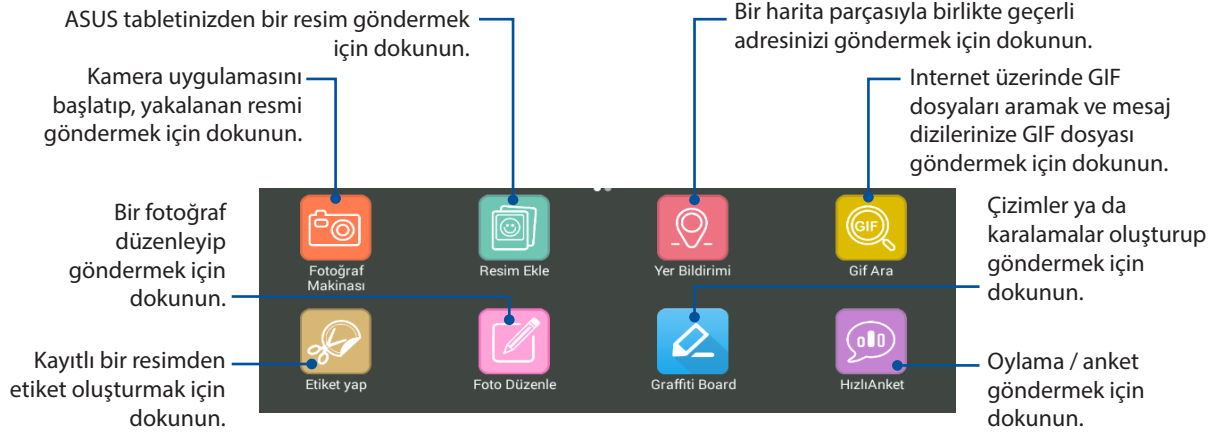 ASUS tabletinizden bir resim göndermek
için dokunun.
Bir harita parçasıyla birlikte geçerli
adresinizi göndermek için dokunun.
Kamera uygulamasını
başlatıp, yakalanan resmi
göndermek için dokunun.
Internet üzerinde GIF
dosyaları aramak ve mesaj
dizilerinize GIF dosyası
göndermek için dokunun.
Bir fotoğraf
düzenleyip
göndermek için
dokunun.
Çizimler ya da
karalamalar oluşturup
göndermek için
dokunun.
GIF
Fotoğraf
Makinası
Resim Ekle
Yer Bildirimi
Gif Ara
Kayıtlı bir resimden
etiket oluşturmak için
dokunun.
Etiket yap
Foto Düzenle
Graffiti Board
HızlıAnket
Oylama / anket
göndermek için
dokunun.